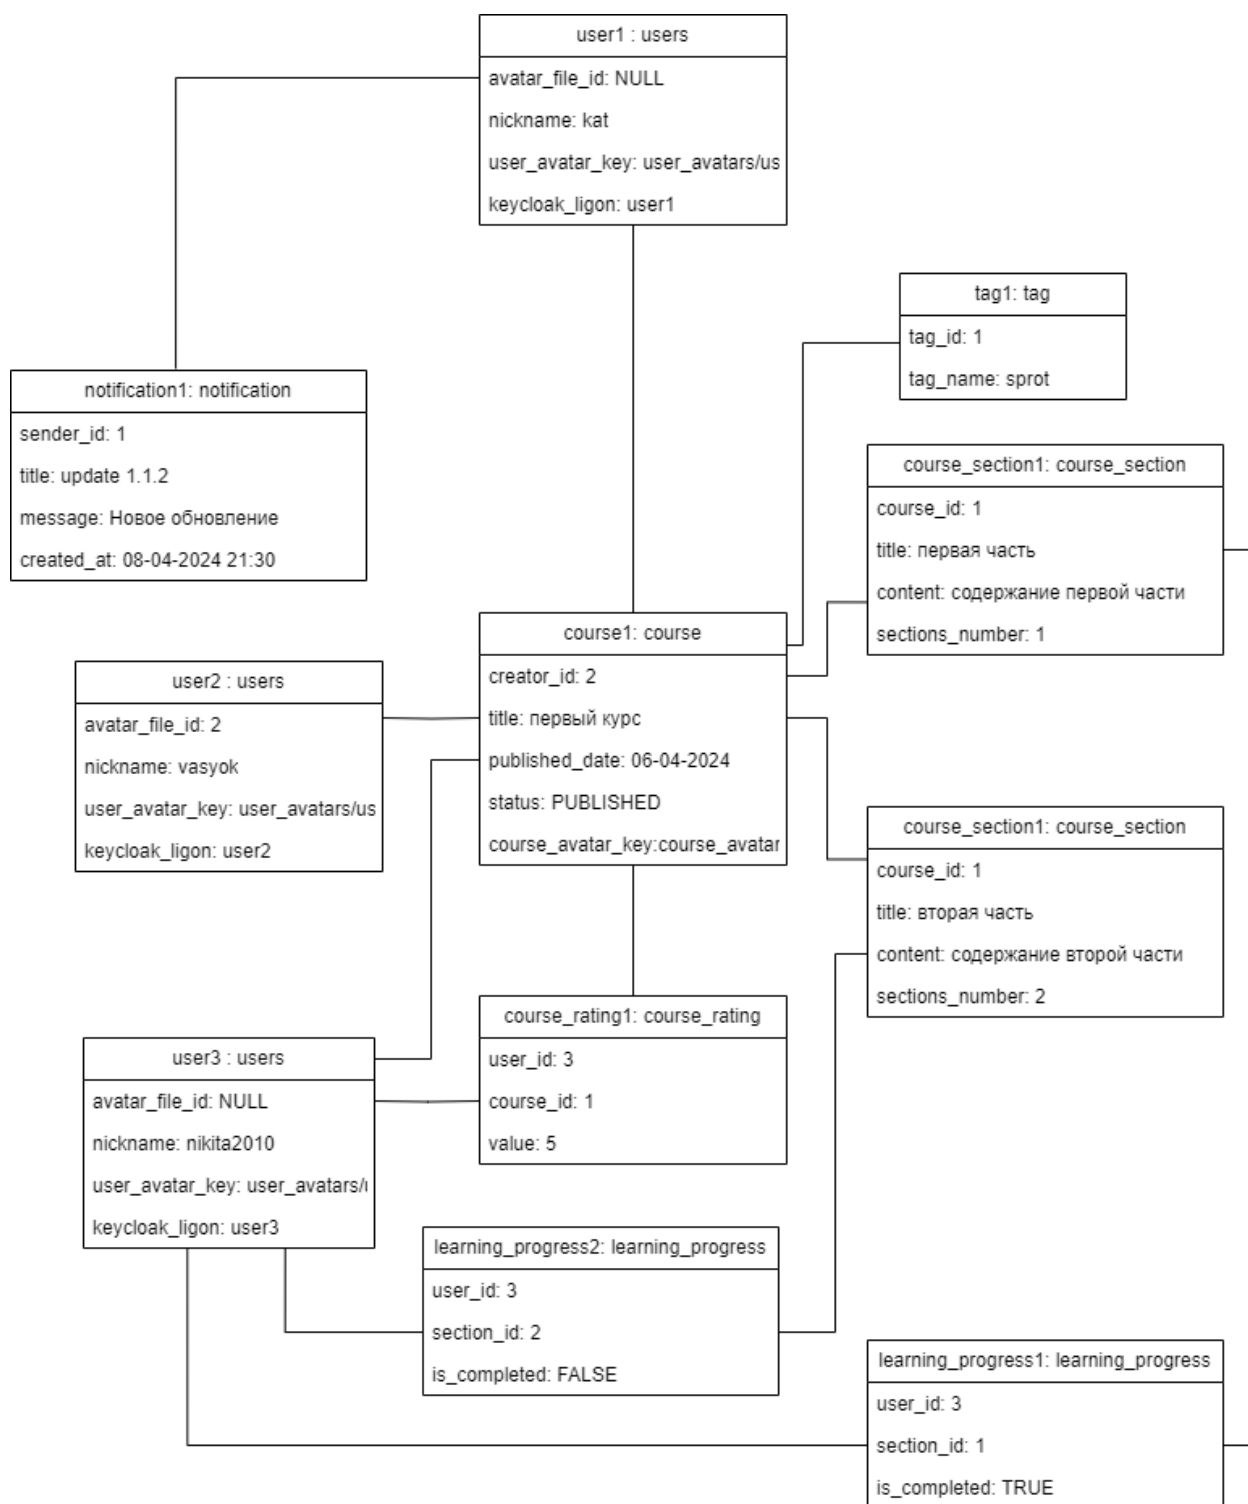 user1 : users
avatar_file_id: NULL
nickname: kat
user_avatar_key: user_avatars/us
keycloak_ligon: user1
tag1: tag
tag_id: 1
tag_name: sprot
notification1: notification
sender_id: 1
title: update 1.1.2
message: Новое обновление
created_at: 08-04-2024 21:30
course_section1: course_section
course_id: 1
title: первая часть
content: содержание первой части
sections_number: 1
course1: course
creator_id: 2
title: первый курс
published_date: 06-04-2024
status: PUBLISHED
course_avatar_key:course_avatar
user2 : users
avatar_file_id: 2
nickname: vasyok
user_avatar_key: user_avatars/us
keycloak_ligon: user2
course_section1: course_section
course_id: 1
title: вторая часть
content: содержание второй части
sections_number: 2
course_rating1: course_rating
user_id: 3
course_id: 1
value: 5
user3 : users
avatar_file_id: NULL
nickname: nikita2010
user_avatar_key: user_avatars/
keycloak_ligon: user3
learning_progress2: learning_progress
user_id: 3
section_id: 2
is_completed: FALSE
learning_progress1: learning_progress
user_id: 3
section_id: 1
is_completed: TRUE